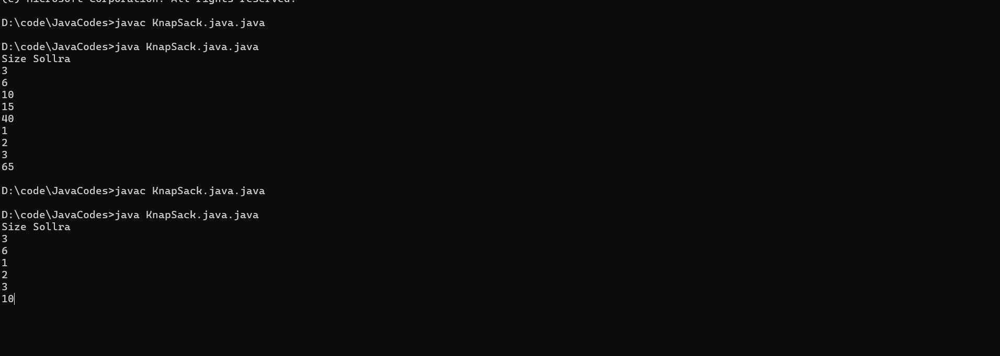 (c) Microsoft Corporation. All rights reserved.
D:\code\JavaCodes>javac KnapSack.java.java
D:\code\JavaCodes>java KnapSack.java.java
Size Sollra
3
6
10
15
40
1
2
3
65
D:\code\JavaCodes>javac KnapSack.java.java
D:\code\JavaCodes>java KnapSack.java.java
Size Sollra
3
6
1
2
3
10